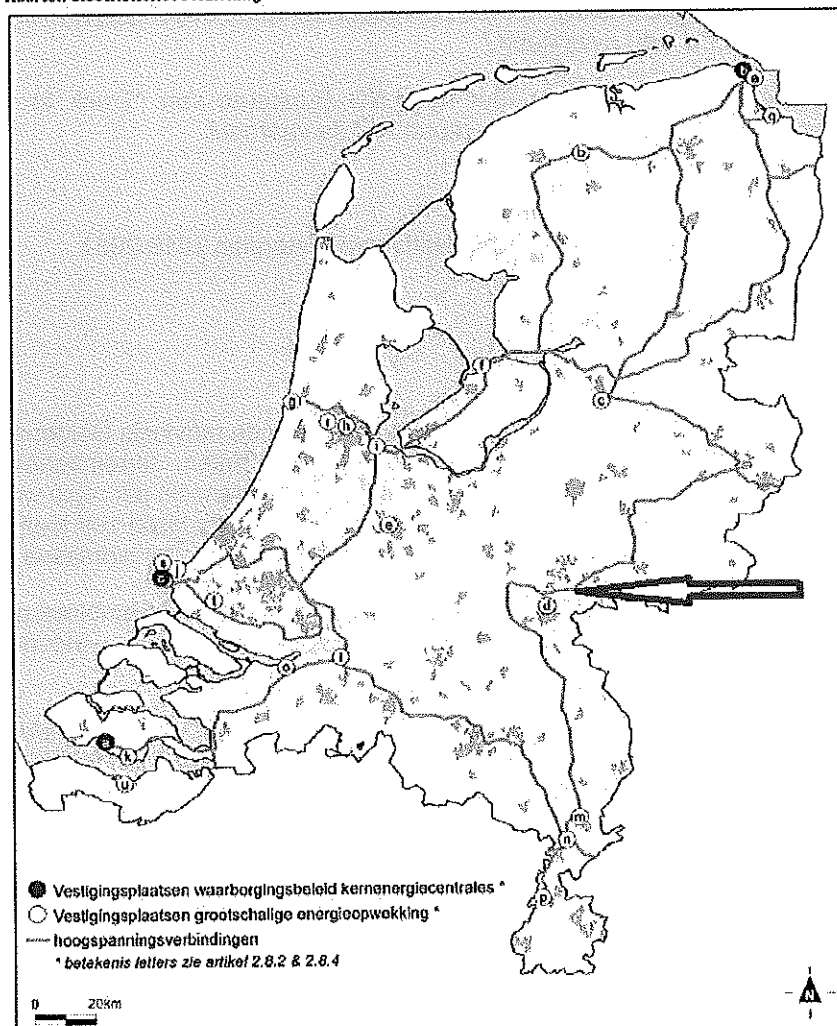 b
a
q
b
f
c
g
r
h
i
e
s
j
c
t
d
l
o
a
k
u
m
n
p
Vestigingsplaatsen waarborgingsbeleid kernenergiecentrales *
Vestigingsplaatsen grootschalige energieopwekking *
hoogspanningsverbindingen
* betekenis letters zie artikel 2.8.2 & 2.8.4
0 20km
N